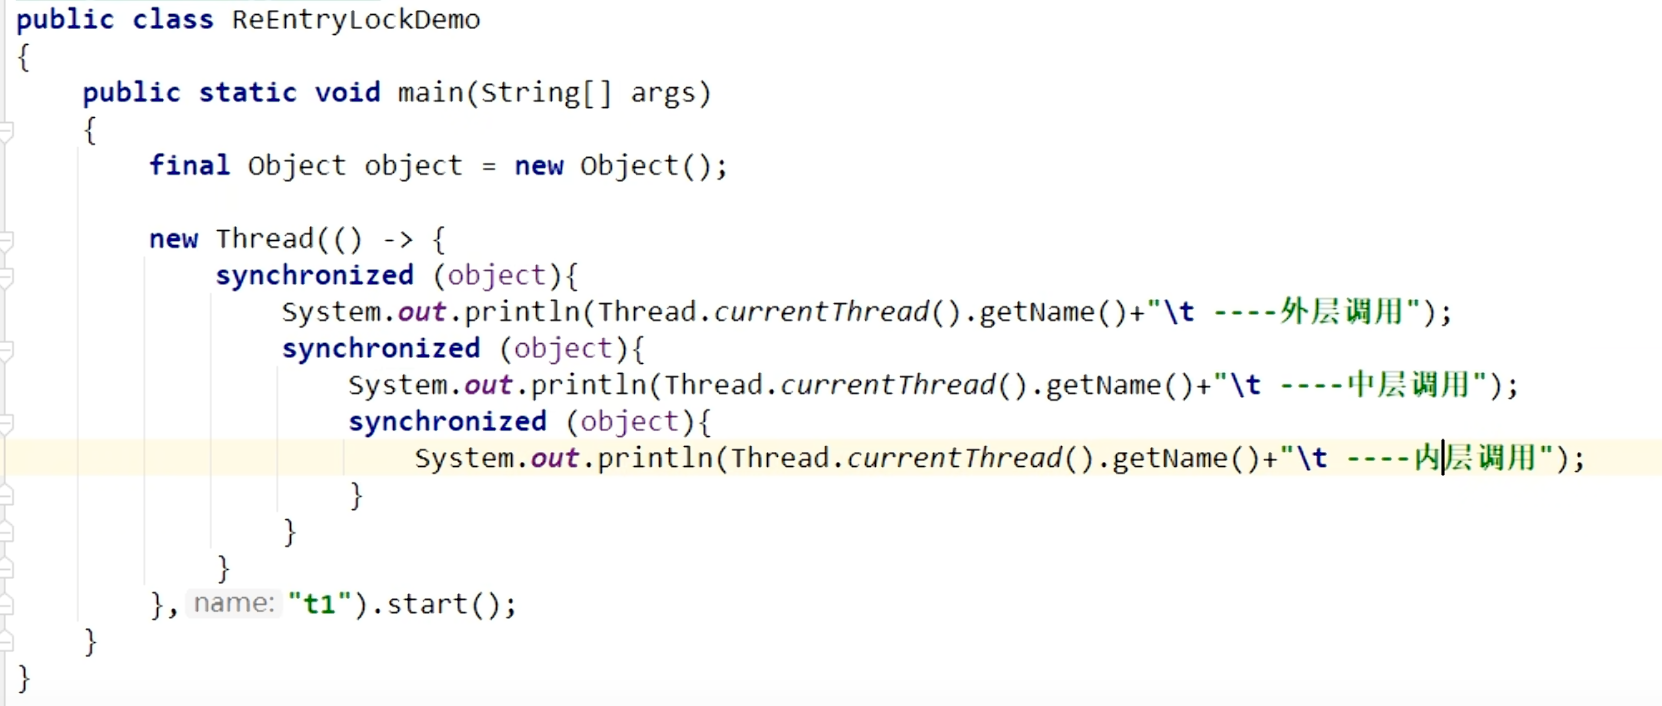 public class ReEntryLockDemo
{
    public static void main(String[] args)
    {
        final Object object = new Object();

        new Thread(() -> {
            synchronized (object){
                System.out.println(Thread.currentThread().getName()+"\t ----外层调用");
                synchronized (object){
                    System.out.println(Thread.currentThread().getName()+"\t ----中层调用");
                    synchronized (object){
                        System.out.println(Thread.currentThread().getName()+"\t ----内层调用");
                    }
                }
            }
        }, name: "t1").start();
    }
}